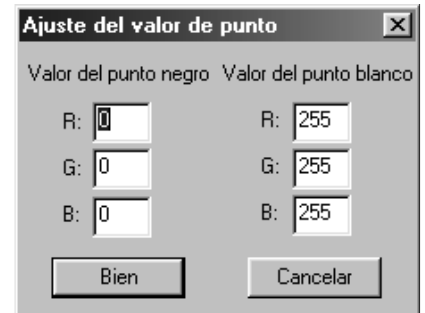 Ajuste del valor de punto
Valor del punto negro Valor del punto blanco
R: 0 R: 255
G: 0 G: 255
B: 0 B: 255
Bien Cancelar